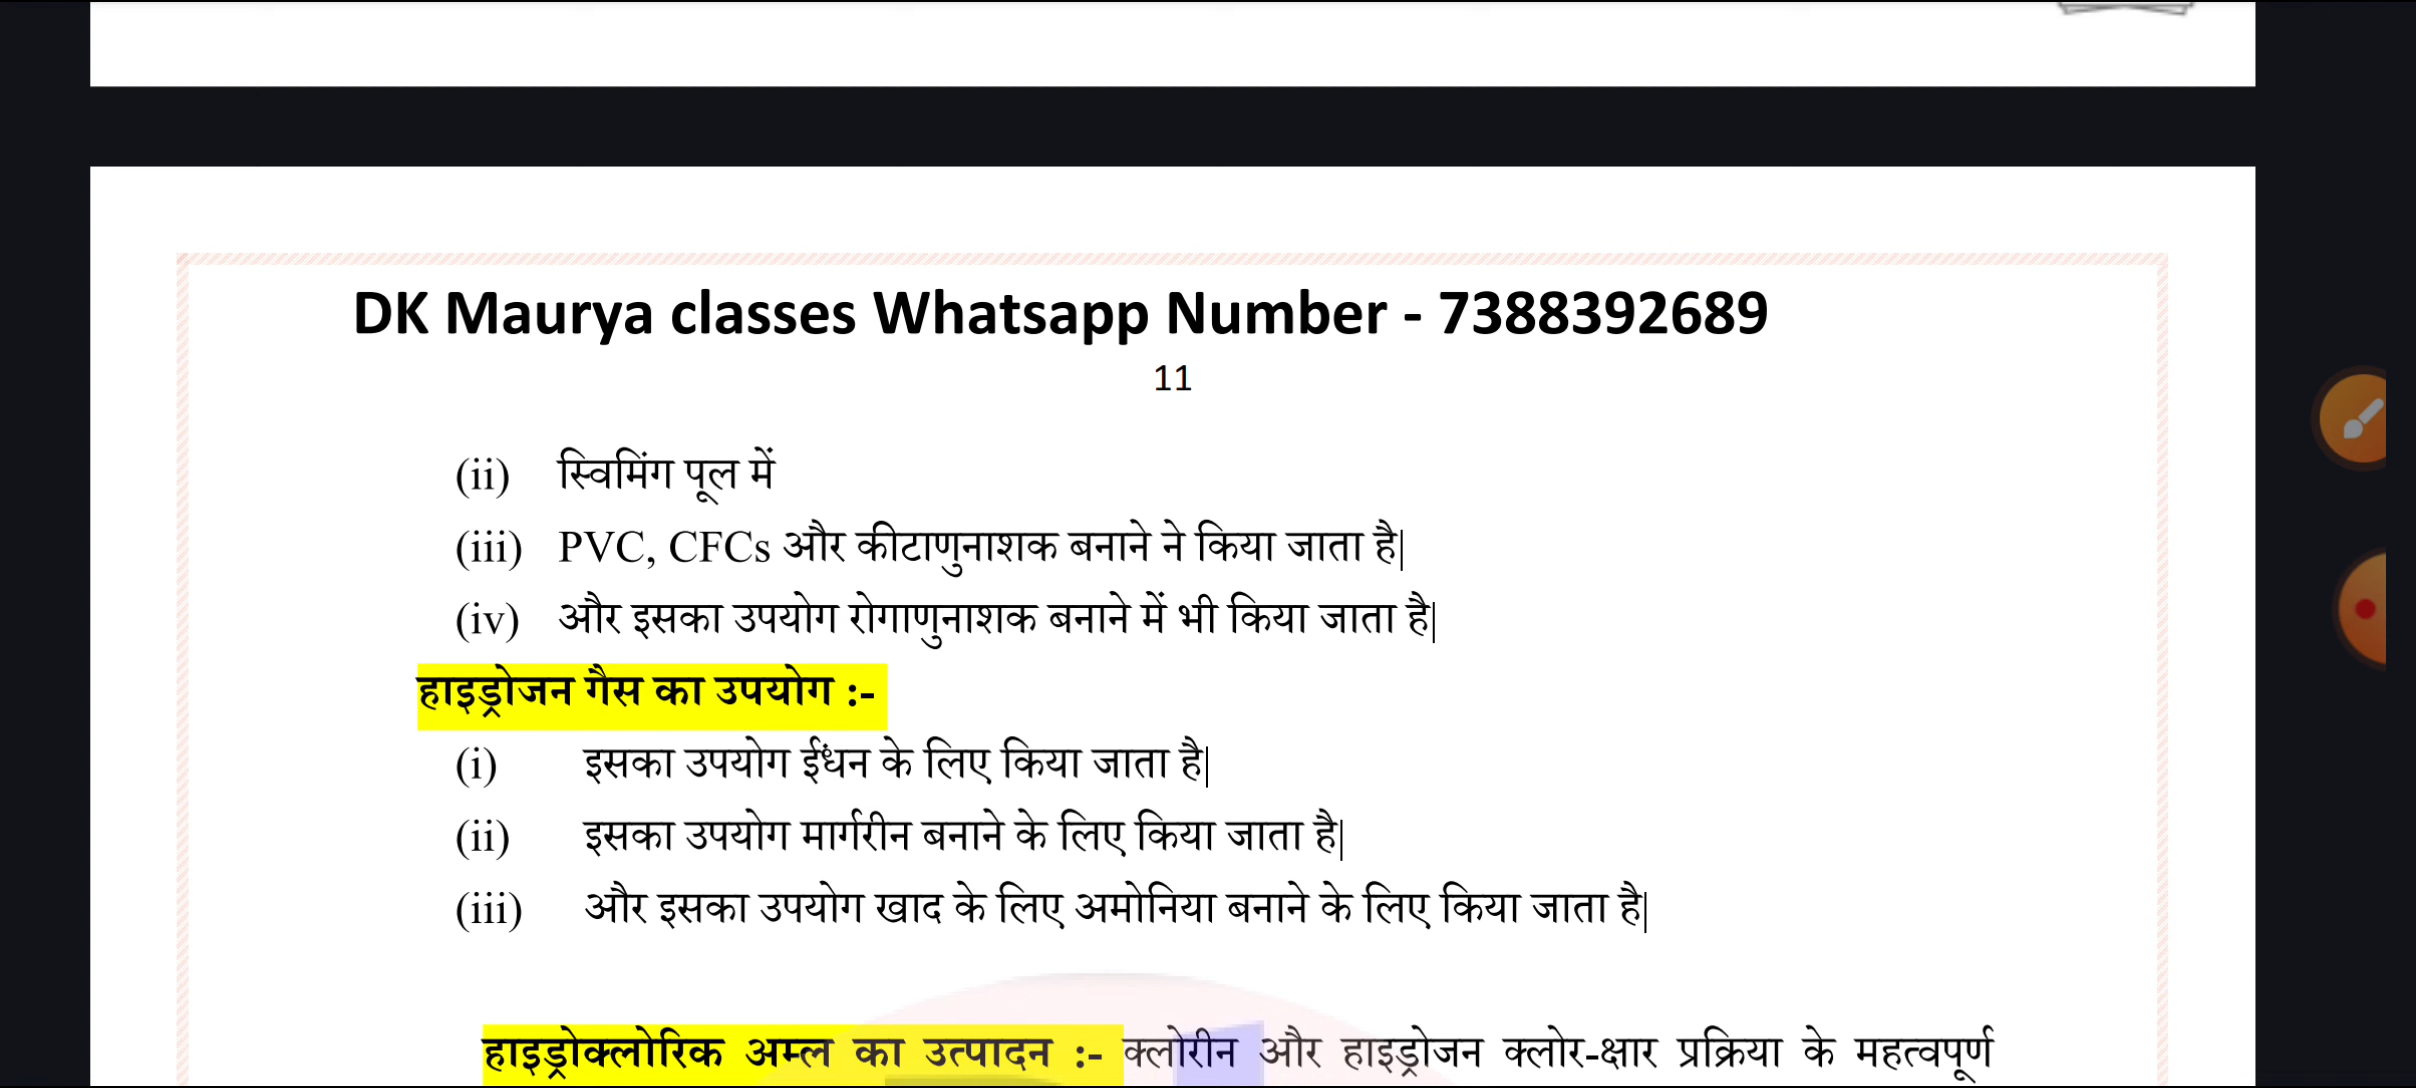 DK Maurya classes Whatsapp Number - 7388392689
11
(ii) स्विमिंग पूल में
(iii) PVC, CFCs और कीटाणुनाशक बनाने ने किया जाता है|
(iv) और इसका उपयोग रोगाणुनाशक बनाने में भी किया जाता है|
हाइड्रोजन गैस का उपयोग :-
(i) इसका उपयोग ईंधन के लिए किया जाता है|
(ii) इसका उपयोग मार्गरीन बनाने के लिए किया जाता है|
(iii) और इसका उपयोग खाद के लिए अमोनिया बनाने के लिए किया जाता है|
हाइड्रोक्लोरिक अम्ल का उत्पादन :- क्लोरीन और हाइड्रोजन क्लोर-क्षार प्रक्रिया के महत्वपूर्ण